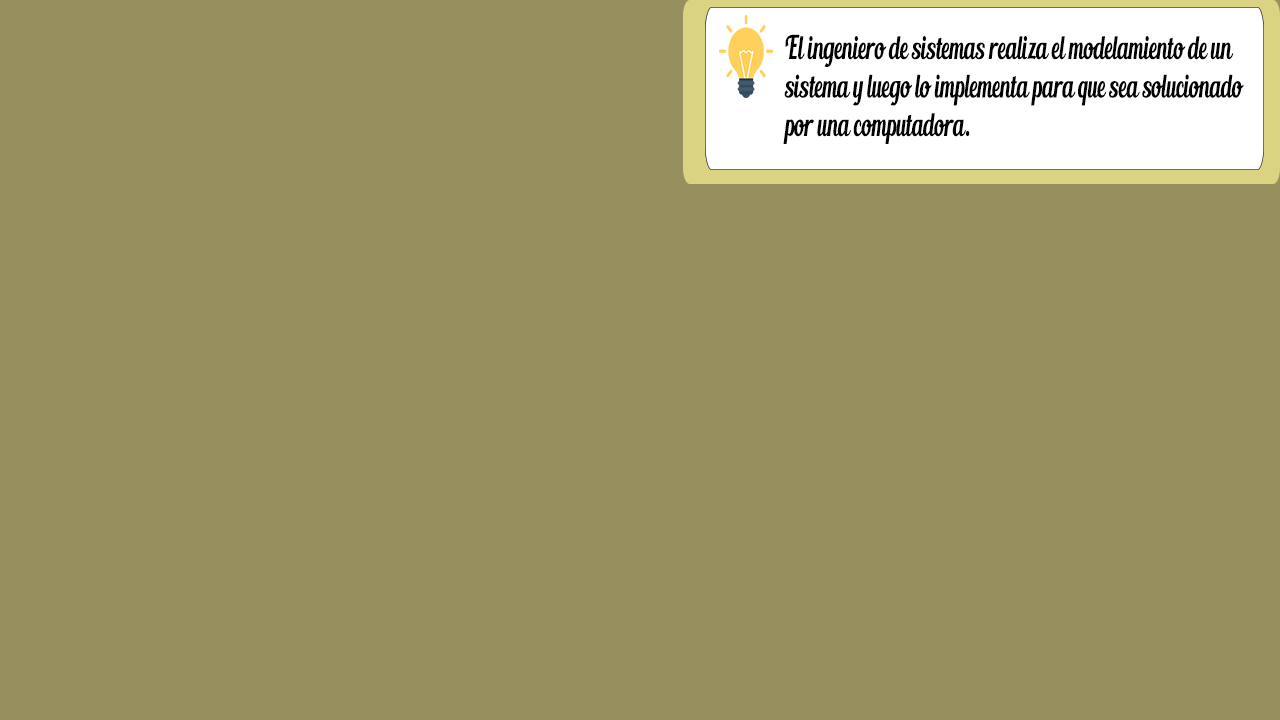 El ingeniero de sistemas realiza el modelamiento de un
sistema y luego lo implementa para que sea solucionado
por una computadora.